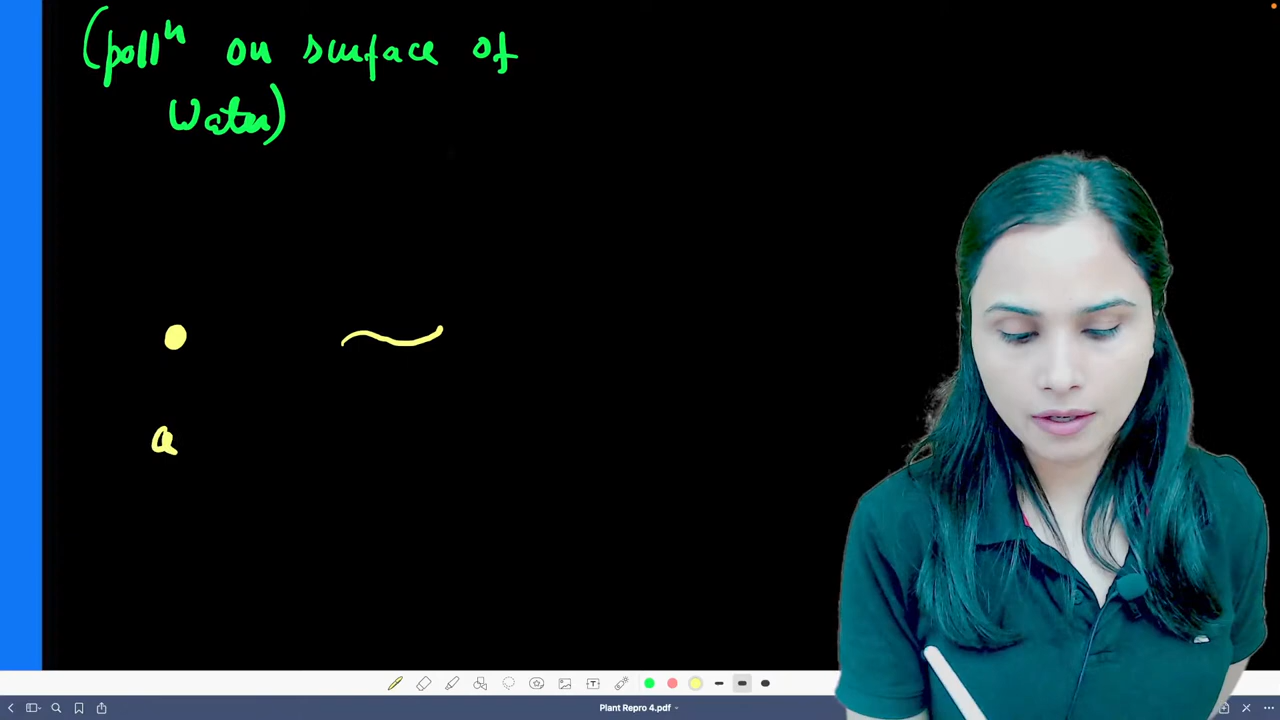 (pollⁿ on surface of
Water)
a
Plant Repro 4.pdf